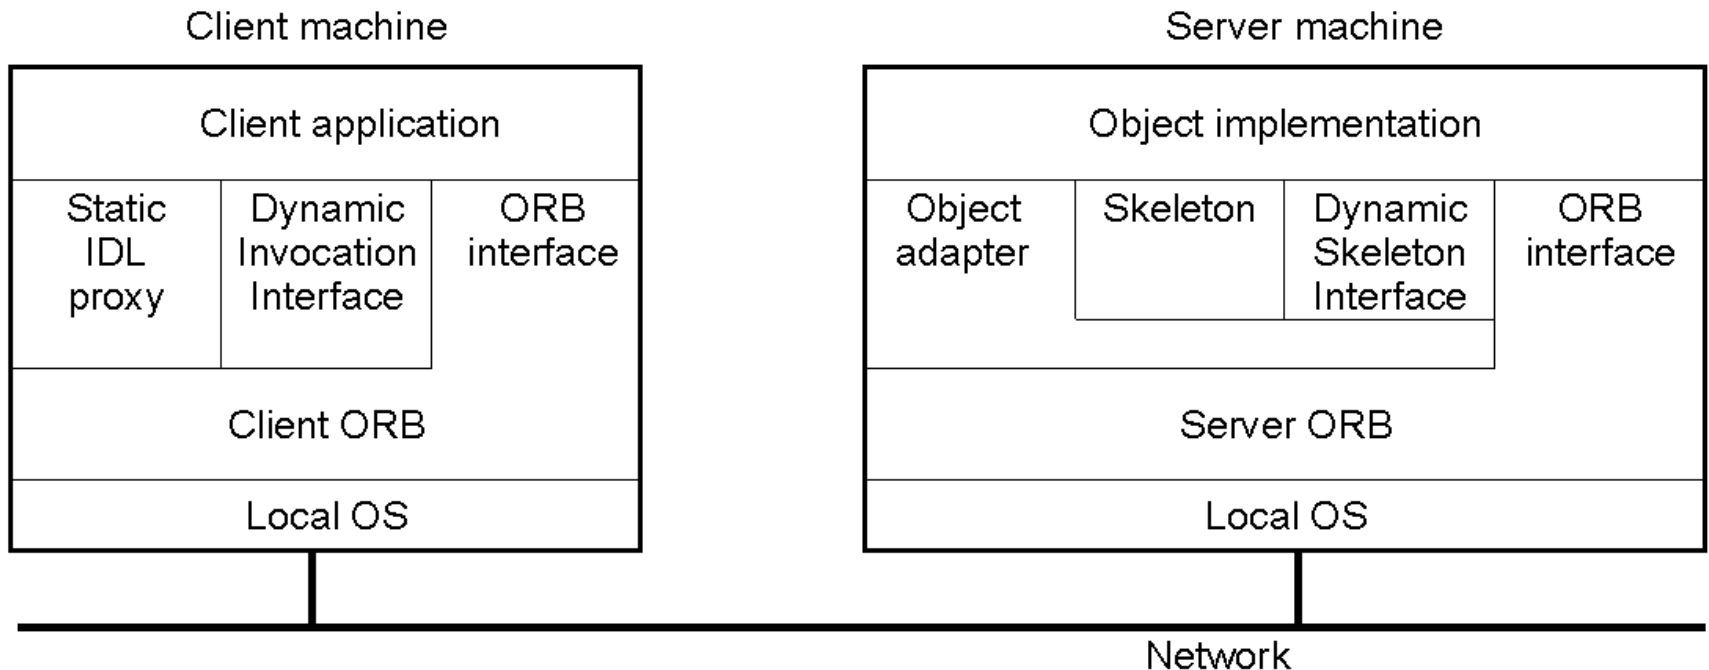 Client machine
Server machine
Client application
Object implementation
Static
IDL
proxy
Dynamic
Invocation
Interface
ORB
interface
Object
adapter
Skeleton
Dynamic
Skeleton
Interface
ORB
interface
Client ORB
Server ORB
Local OS
Local OS
Network